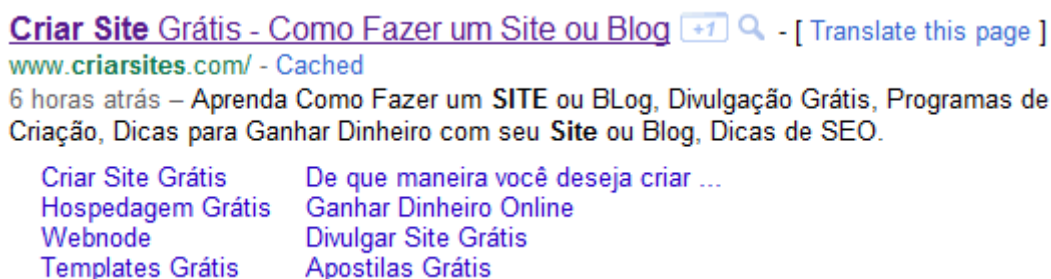 Criar Site Grátis - Como Fazer um Site ou Blog +1 - [ Translate this page ]
www.criarsites.com/ - Cached
6 horas atrás – Aprenda Como Fazer um SITE ou BLog, Divulgação Grátis, Programas de
Criação, Dicas para Ganhar Dinheiro com seu Site ou Blog, Dicas de SEO.
Criar Site Grátis De que maneira você deseja criar ...
Hospedagem Grátis Ganhar Dinheiro Online
Webnode Divulgar Site Grátis
Templates Grátis Apostilas Grátis